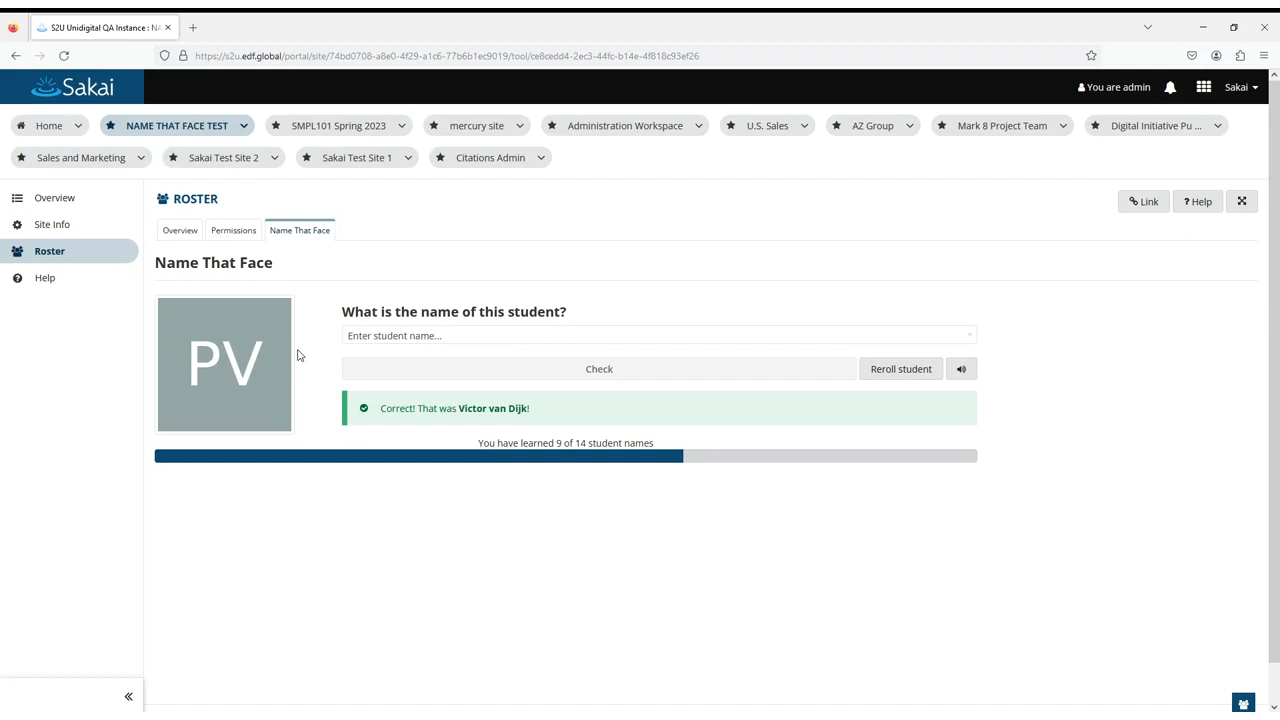 S2U Unidigital QA Instance : NA
https://s2u.edf.global/portal/site/74bd0708-a8e0-4f29-a1c6-77b6b1ec9019/tool/ce8cedd4-2ec3-44fc-b14e-4f818c93ef26
Sakai
You are admin
Sakai
Home
NAME THAT FACE TEST
SMPL101 Spring 2023
mercury site
Administration Workspace
U.S. Sales
AZ Group
Mark 8 Project Team
Digital Initiative Pu ...
Sales and Marketing
Sakai Test Site 2
Sakai Test Site 1
Citations Admin
Overview
Site Info
Roster
Help
ROSTER
Link
? Help
Overview
Permissions
Name That Face
Name That Face
PV
What is the name of this student?
Enter student name...
Check
Reroll student
Correct! That was Victor van Dijk!
You have learned 9 of 14 student names